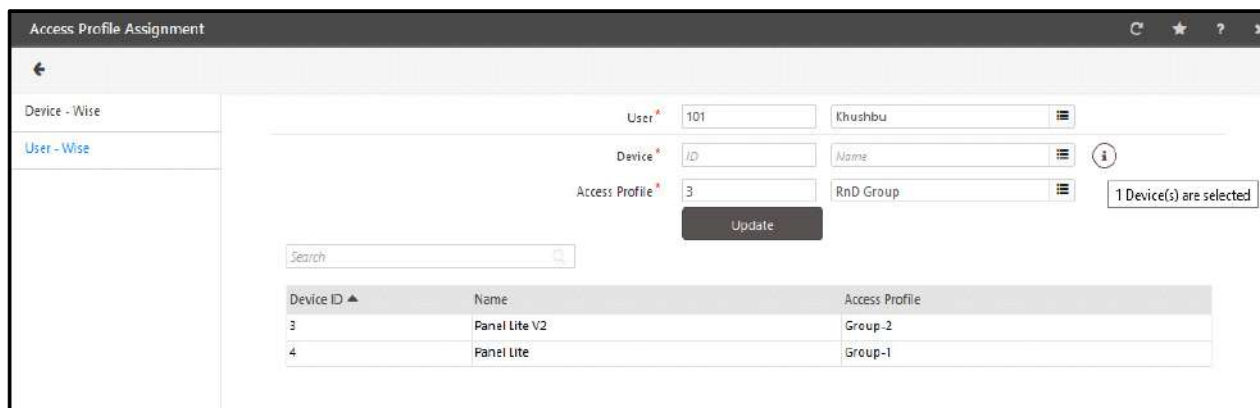 Access Profile Assignment ?
Device - Wise
User - Wise
User* 101 Khushbu
Device* ID Name
Access Profile* 3 RnD Group
1 Device(s) are selected
Update
Search
Device ID Name Access Profile
3 Panel Lite V2 Group-2
4 Panel Lite Group-1